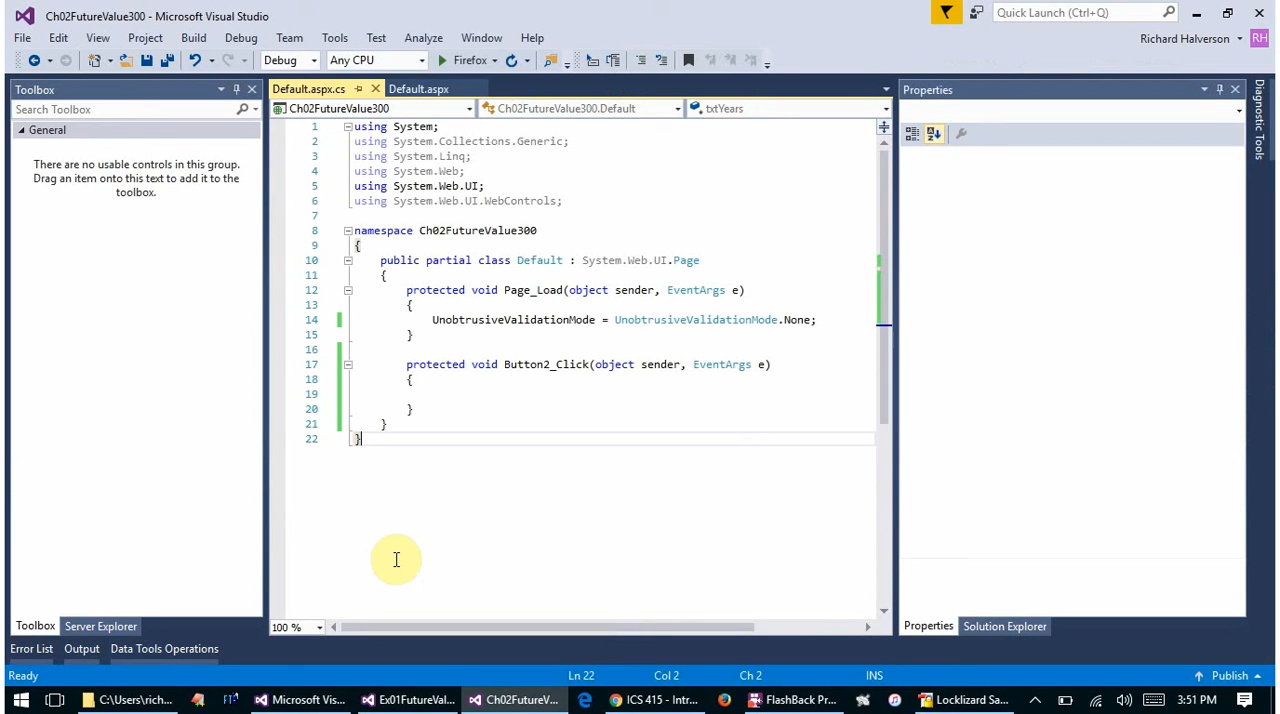 Ch02FutureValue300 - Microsoft Visual Studio
Quick Launch (Ctrl+Q)
File Edit View Project Build Debug Team Tools Test Analyze Window Help
Richard Halverson RH
Debug Any CPU Firefox
Toolbox
Default.aspx.cs Default.aspx
Properties
Search Toolbox
Ch02FutureValue300 Ch02FutureValue300.Default txtYears
General
There are no usable controls in this group. Drag an item onto this text to add it to the toolbox.
1 using System;
2 using System.Collections.Generic;
3 using System.Linq;
4 using System.Web;
5 using System.Web.UI;
6 using System.Web.UI.WebControls;
7
8 namespace Ch02FutureValue300
9 {
10 public partial class Default : System.Web.UI.Page
11 {
12 protected void Page_Load(object sender, EventArgs e)
13 {
14 UnobtrusiveValidationMode = UnobtrusiveValidationMode.None;
15 }
16
17 protected void Button2_Click(object sender, EventArgs e)
18 {
19
20 }
21 }
22 }
Diagnostic Tools
100 %
Toolbox Server Explorer
Properties Solution Explorer
Error List Output Data Tools Operations
Ready Ln 22 Col 2 Ch 2 INS Publish
C:\Users\rich... Microsoft Vis... Ex01FutureVal... Ch02FutureV... ICS 415 - Intr... FlashBack Pr... Locklizard Sa... 3:51 PM